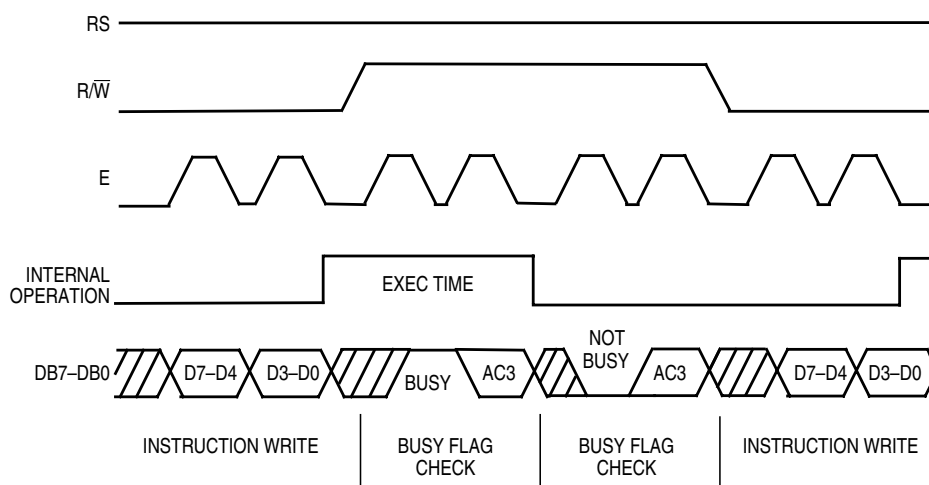 RS
R/W̅
E
INTERNAL
OPERATION
EXEC TIME
DB7–DB0
D7–D4
D3–D0
BUSY
AC3
NOT
BUSY
AC3
D7–D4
D3–D0
INSTRUCTION WRITE
BUSY FLAG
CHECK
BUSY FLAG
CHECK
INSTRUCTION WRITE